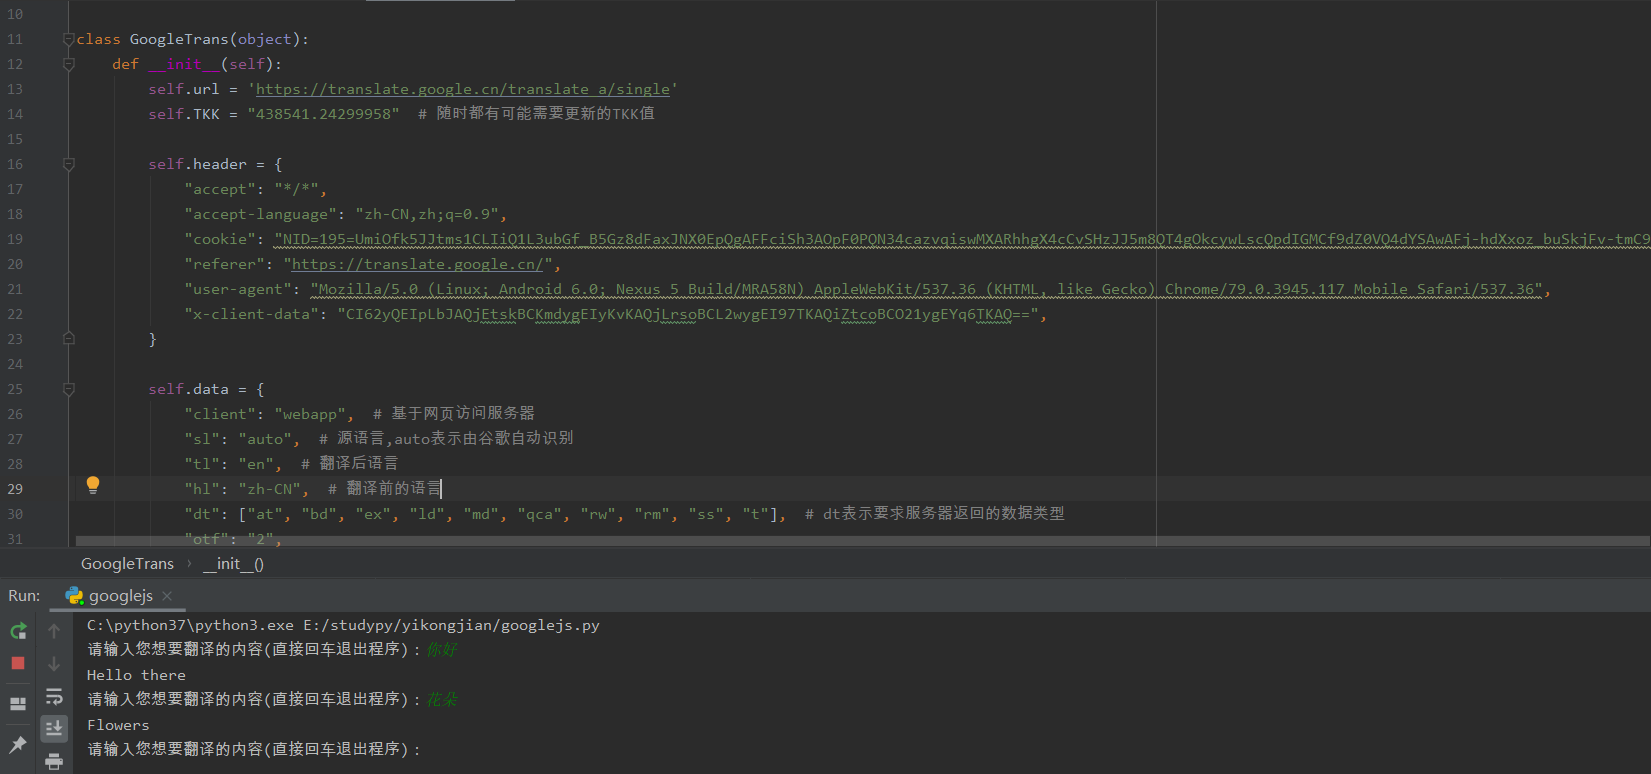 10
11 class GoogleTrans(object):
12 def __init__(self):
13 self.url = 'https://translate.google.cn/translate_a/single'
14 self.TKK = "438541.24299958" # 随时都有可能需要更新的TKK值
15
16 self.header = {
17 "accept": "*/*",
18 "accept-language": "zh-CN,zh;q=0.9",
19 "cookie": "NID=195=UmiOfk5JJtms1CLIiQ1L3ubGf_B5Gz8dFaxJNX0EpQgAFFciSh3AOpF0PQN34cazvqiswMXARhhgX4cCvSHzJJ5m8QT4gOkcywLscQpdIGMCf9dZ0VQ4dYSAwAFj-hdXxoz_buSkjFv-tmC9
20 "referer": "https://translate.google.cn/",
21 "user-agent": "Mozilla/5.0 (Linux; Android 6.0; Nexus 5 Build/MRA58N) AppleWebKit/537.36 (KHTML, like Gecko) Chrome/79.0.3945.117 Mobile Safari/537.36",
22 "x-client-data": "CI62yQEIpLbJAQjEtskBCKmdygEIyKvKAQjLrsoBCL2wygEI97TKAQiZtcoBCO21ygEYq6TKAQ==",
23 }
24
25 self.data = {
26 "client": "webapp", # 基于网页访问服务器
27 "sl": "auto", # 源语言,auto表示由谷歌自动识别
28 "tl": "en", # 翻译后语言
29 "hl": "zh-CN", # 翻译前的语言
30 "dt": ["at", "bd", "ex", "ld", "md", "qca", "rw", "rm", "ss", "t"], # dt表示要求服务器返回的数据类型
31 "otf": "2",
GoogleTrans › __init__()
Run: googlejs ×
C:\python37\python3.exe E:/studypy/yikongjian/googlejs.py
请输入您想要翻译的内容(直接回车退出程序)：你好
Hello there
请输入您想要翻译的内容(直接回车退出程序)：花朵
Flowers
请输入您想要翻译的内容(直接回车退出程序)：